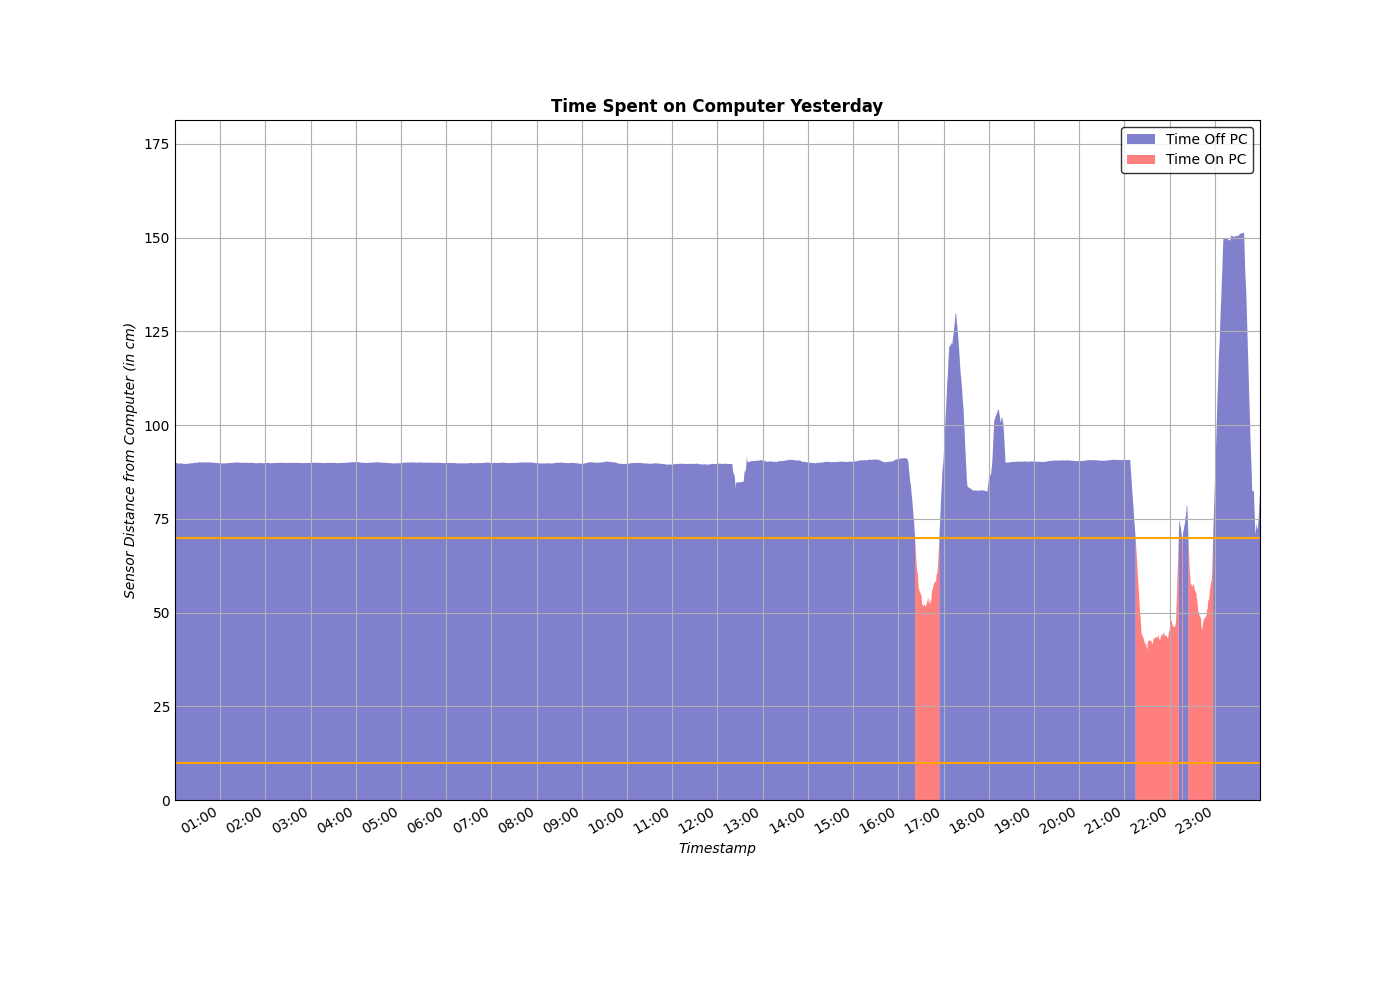 Time Spent on Computer Yesterday
Time Off PC
Time On PC
175
150
125
100
75
50
25
0
Sensor Distance from Computer (in cm)
01:00 02:00 03:00 04:00 05:00 06:00 07:00 08:00 09:00 10:00 11:00 12:00 13:00 14:00 15:00 16:00 17:00 18:00 19:00 20:00 21:00 22:00 23:00
Timestamp